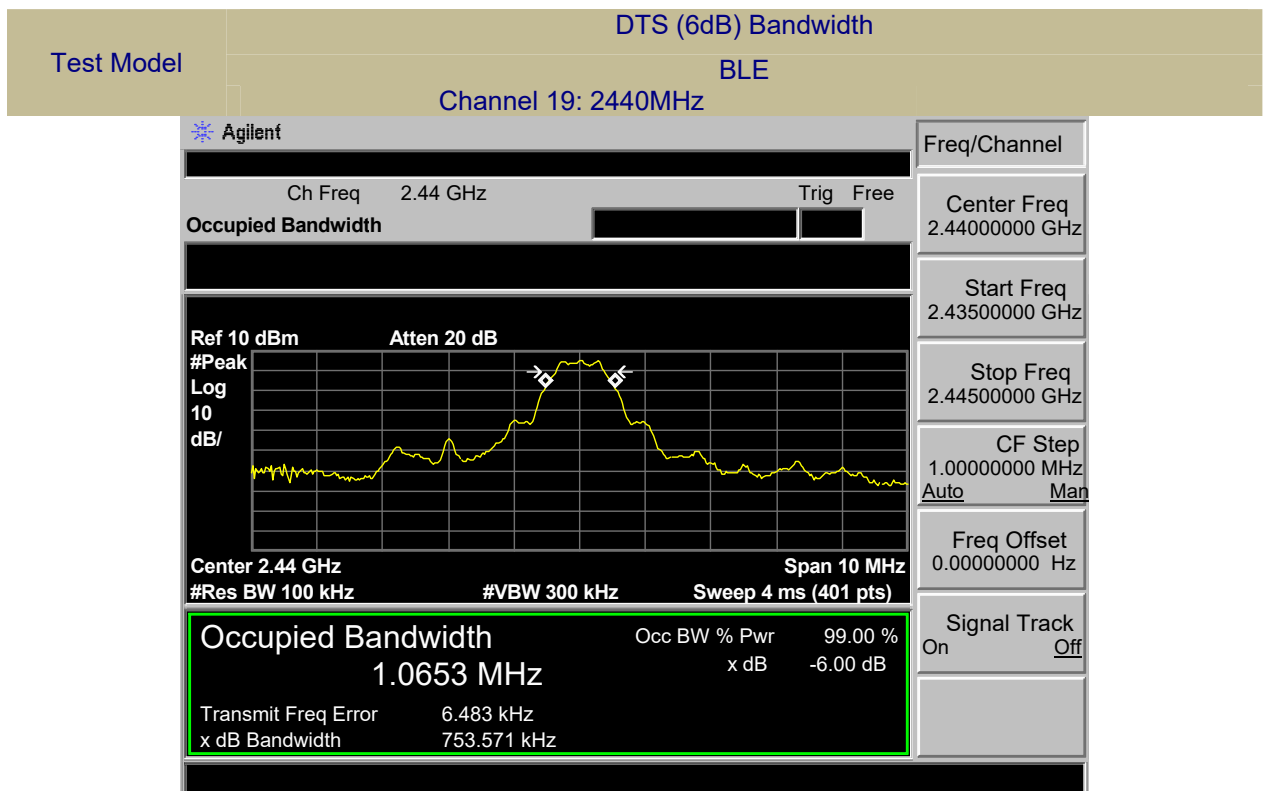 DTS (6dB) Bandwidth
Test Model
BLE
Channel 19: 2440MHz
Agilent
Freq/Channel
Ch Freq 2.44 GHz Trig Free
Occupied Bandwidth
Center Freq
2.44000000 GHz
Start Freq
2.43500000 GHz
Stop Freq
2.44500000 GHz
CF Step
1.00000000 MHz
Auto Man
Freq Offset
0.00000000 Hz
Signal Track
On Off
Ref 10 dBm Atten 20 dB
#Peak
Log
10
dB/
Center 2.44 GHz Span 10 MHz
#Res BW 100 kHz #VBW 300 kHz Sweep 4 ms (401 pts)
Occupied Bandwidth Occ BW % Pwr 99.00 %
1.0653 MHz x dB -6.00 dB
Transmit Freq Error 6.483 kHz
x dB Bandwidth 753.571 kHz